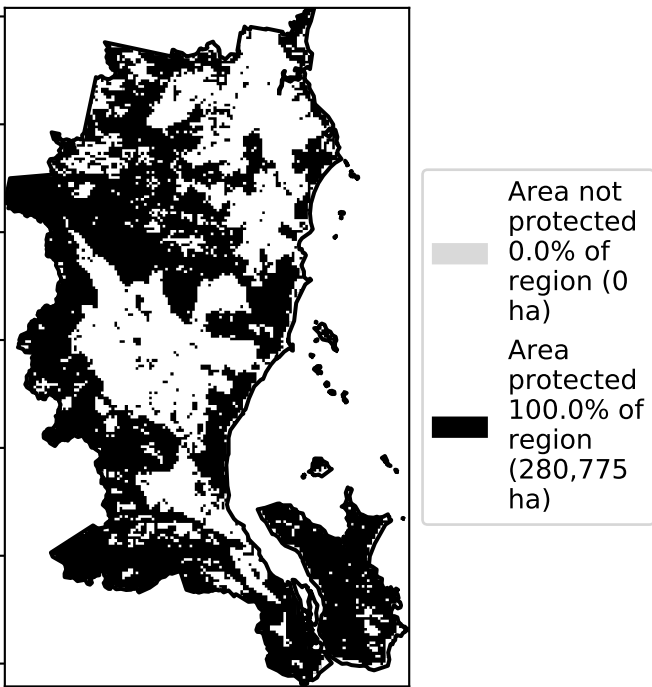 Area not
protected
0.0% of
region (0
ha)
Area
protected
100.0% of
region
(280,775
ha)